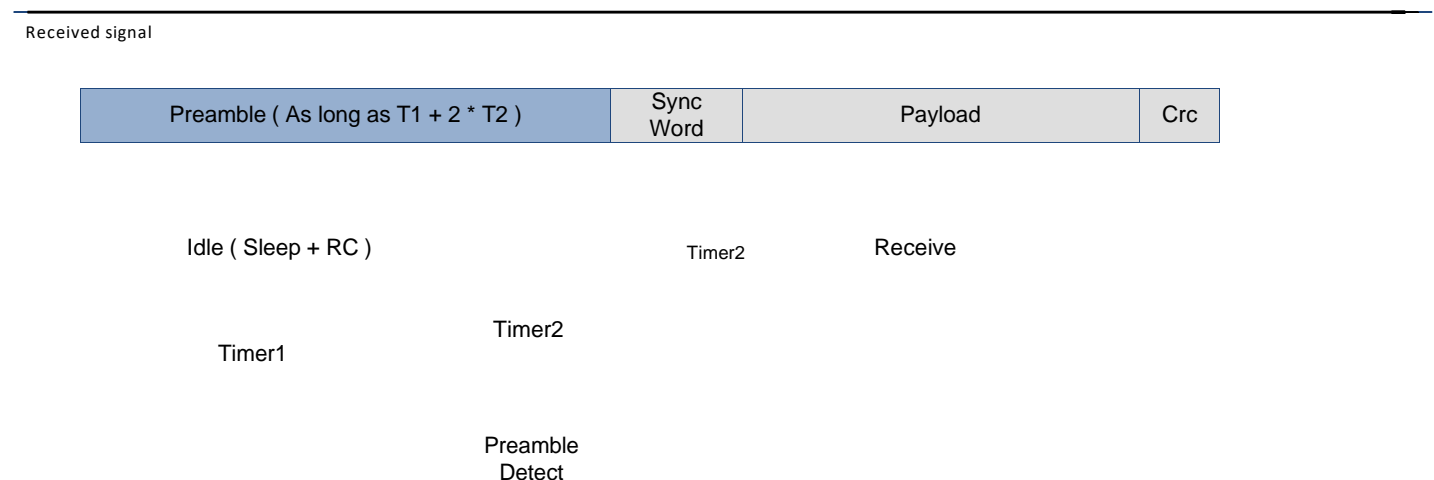 Received signal
Preamble ( As long as T1 + 2 * T2 )
Sync
Word
Payload
Crc
Idle ( Sleep + RC )
Timer2
Receive
Timer2
Timer1
Preamble
Detect